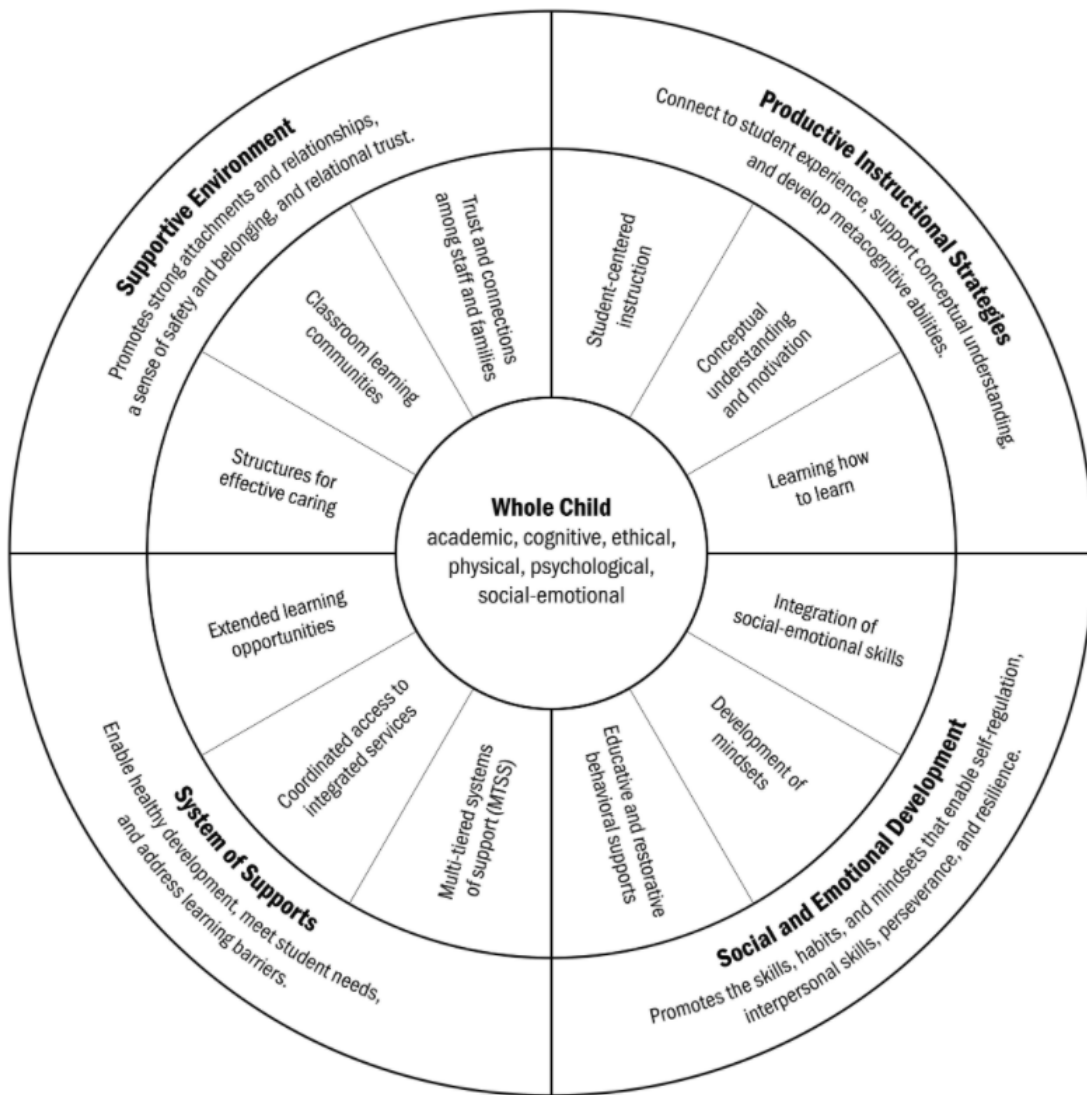 Supportive Environment
Promotes strong attachments and relationships,
a sense of safety and belonging, and relational trust.
Structures for
effective caring
Classroom learning
communities
Trust and connections
among staff and families
Productive Instructional Strategies
Connect to student experience, support conceptual understanding,
and develop metacognitive abilities.
Student-centered
instruction
Conceptual
understanding
and motivation
Learning how
to learn
Whole Child
academic, cognitive, ethical,
physical, psychological,
social-emotional
Social and Emotional Development
Promotes the skills, habits, and mindsets that enable self-regulation,
interpersonal skills, perseverance, and resilience.
Integration of
social-emotional skills
Development of
mindsets
Educative and restorative
behavioral supports
System of Supports
Enable healthy development, meet student needs,
and address learning barriers.
Multi-tiered systems
of support (MTSS)
Coordinated access to
integrated services
Extended learning
opportunities